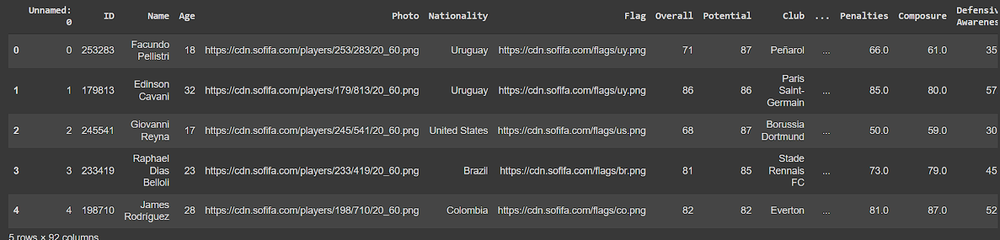 Unnamed: 0 ID Name Age Photo Nationality Flag Overall Potential Club ... Penalties Composure
0 0 253283 Facundo Pellistri 18 https://cdn.sofifa.com/players/253/283/20_60.png Uruguay https://cdn.sofifa.com/flags/uy.png 71 87 Peñarol ... 66.0 61.0 35
1 1 179813 Edinson Cavani 32 https://cdn.sofifa.com/players/179/813/20_60.png Uruguay https://cdn.sofifa.com/flags/uy.png 86 86 Paris Saint-Germain ... 85.0 80.0 57
2 2 245541 Giovanni Reyna 17 https://cdn.sofifa.com/players/245/541/20_60.png United States https://cdn.sofifa.com/flags/us.png 68 87 Borussia Dortmund ... 50.0 59.0 30
3 3 233419 Raphael Dias Belloli 23 https://cdn.sofifa.com/players/233/419/20_60.png Brazil https://cdn.sofifa.com/flags/br.png 81 85 Stade Rennais FC ... 73.0 79.0 45
4 4 198710 James Rodríguez 28 https://cdn.sofifa.com/players/198/710/20_60.png Colombia https://cdn.sofifa.com/flags/co.png 82 82 Everton ... 81.0 87.0 52
5 rows × 92 columns